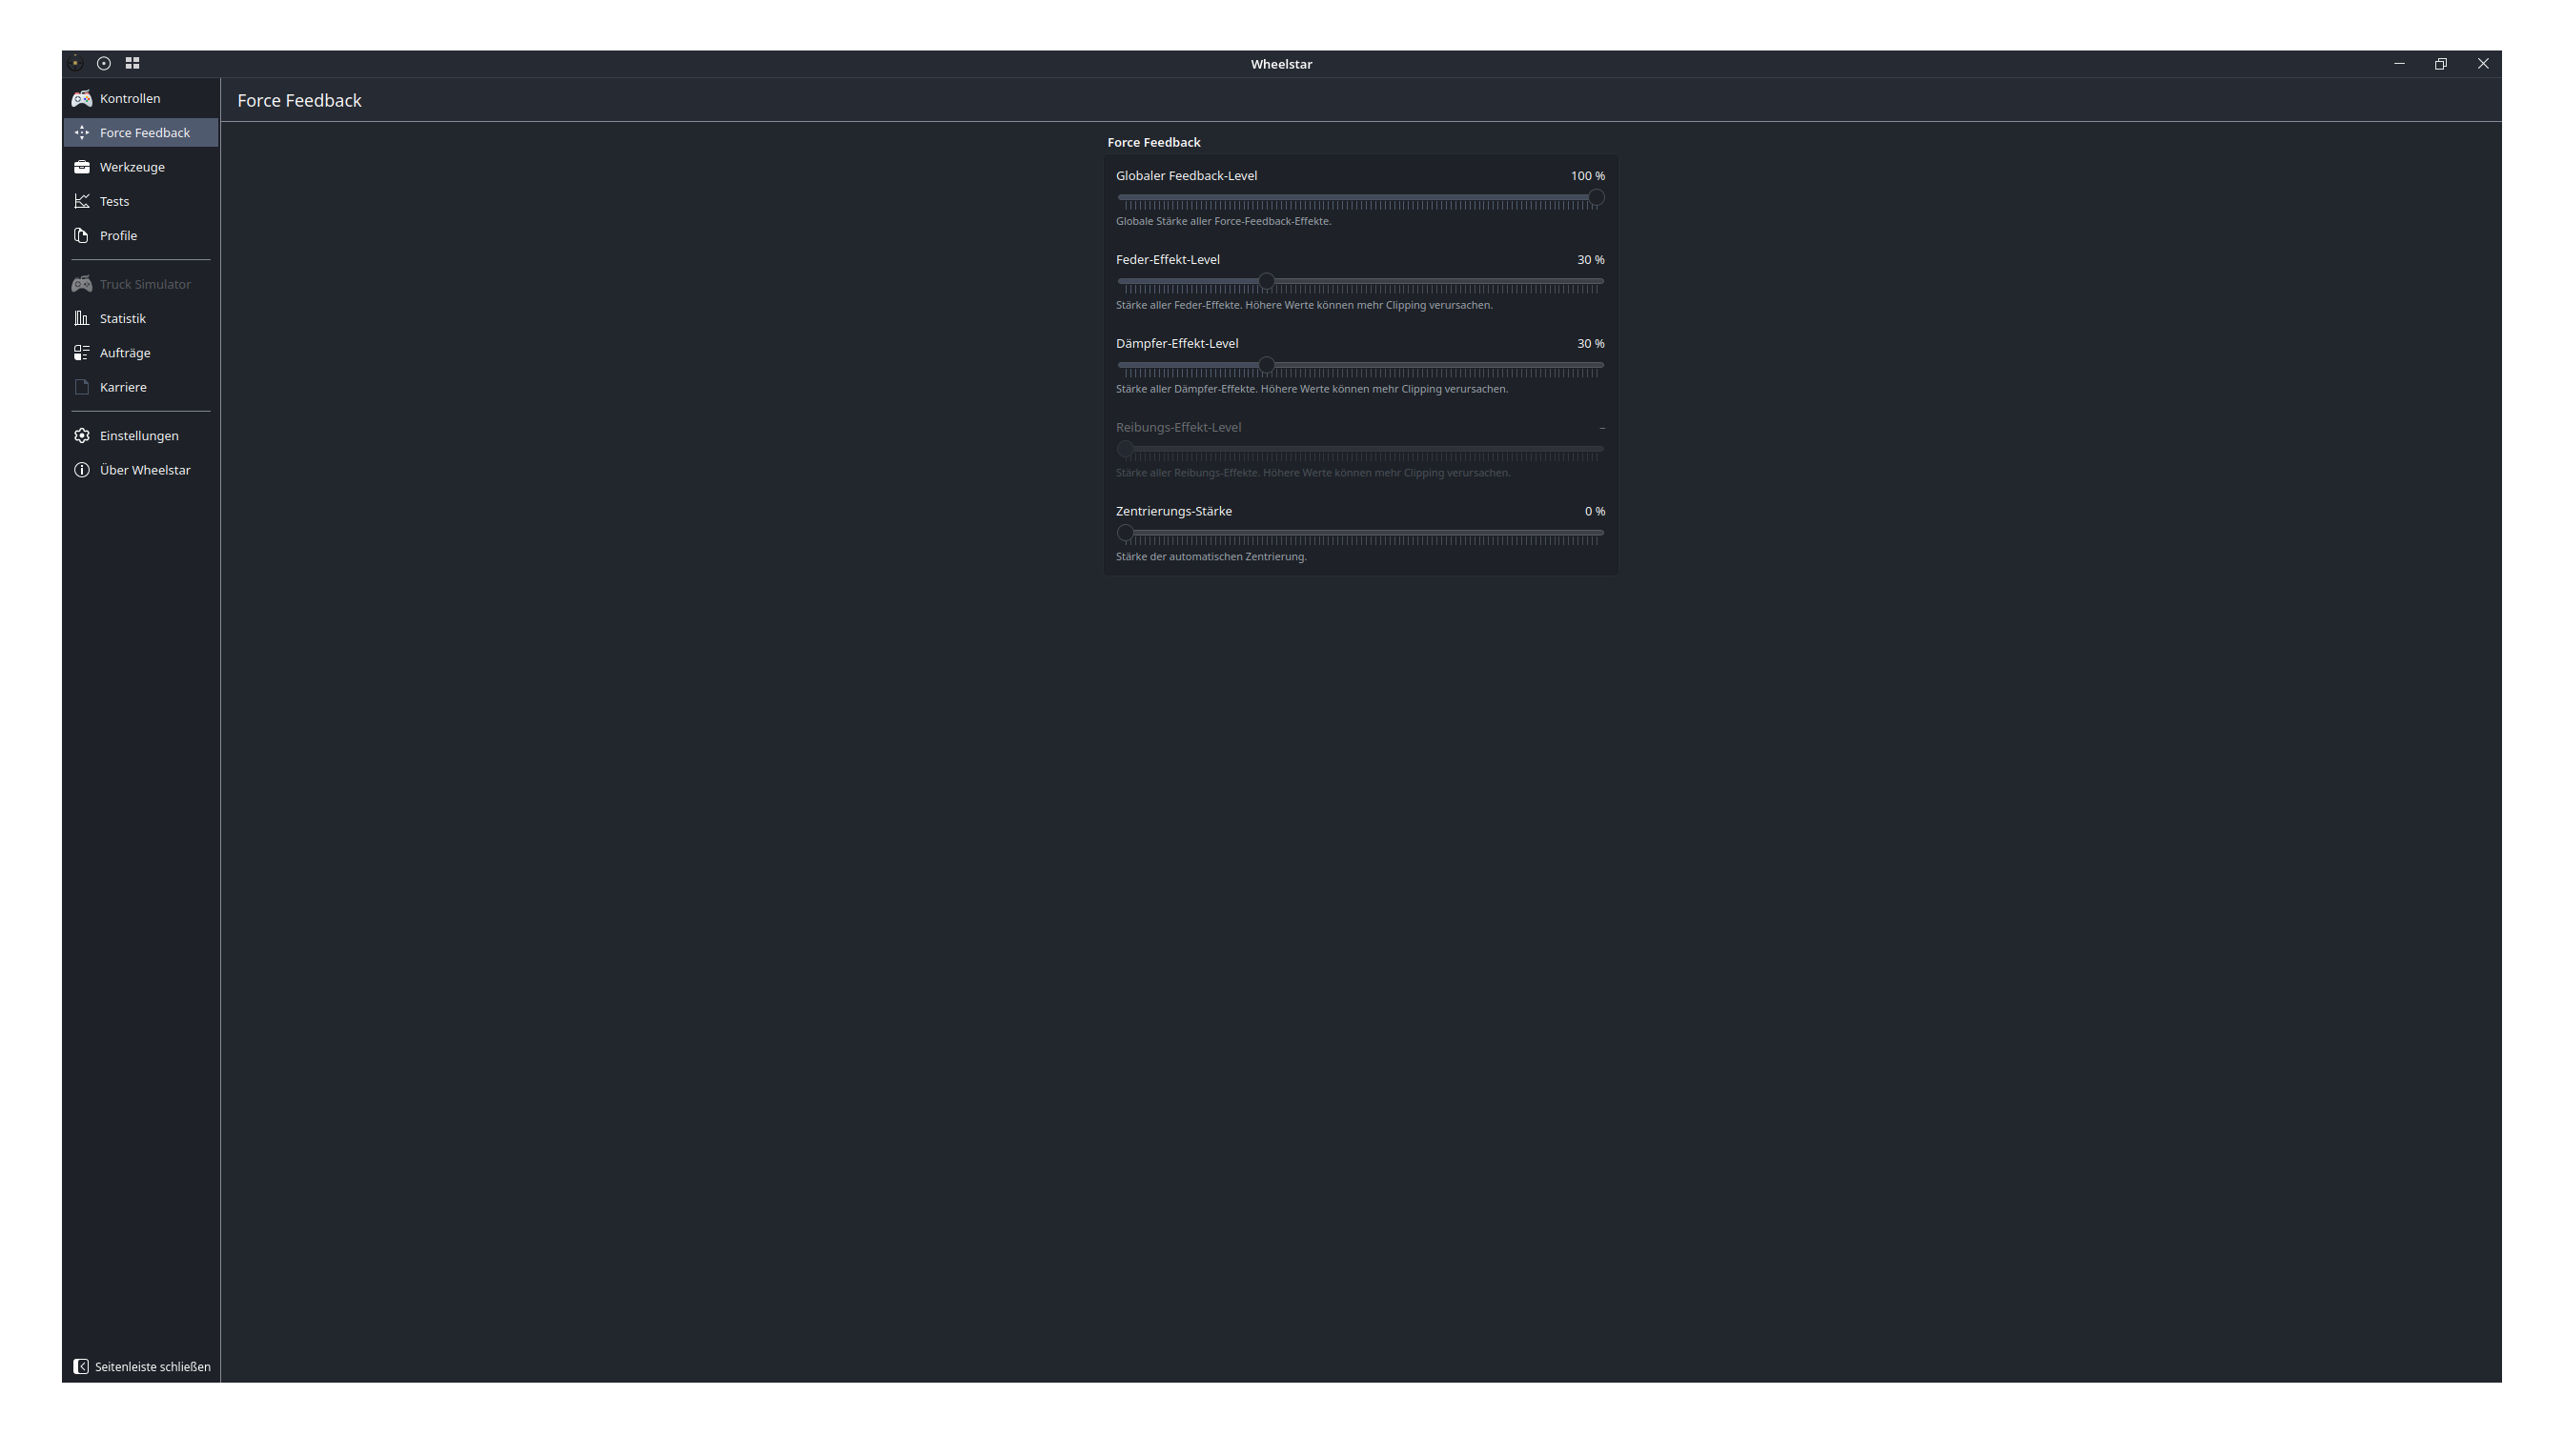 Wheelstar
Kontrollen
Force Feedback
Werkzeuge
Tests
Profile
Truck Simulator
Statistik
Aufträge
Karriere
Einstellungen
Über Wheelstar
Seitenleiste schließen
Force Feedback
Force Feedback
Globaler Feedback-Level 100 %
Globale Stärke aller Force-Feedback-Effekte.
Feder-Effekt-Level 30 %
Stärke aller Feder-Effekte. Höhere Werte können mehr Clipping verursachen.
Dämpfer-Effekt-Level 30 %
Stärke aller Dämpfer-Effekte. Höhere Werte können mehr Clipping verursachen.
Reibungs-Effekt-Level –
Stärke aller Reibungs-Effekte. Höhere Werte können mehr Clipping verursachen.
Zentrierungs-Stärke 0 %
Stärke der automatischen Zentrierung.